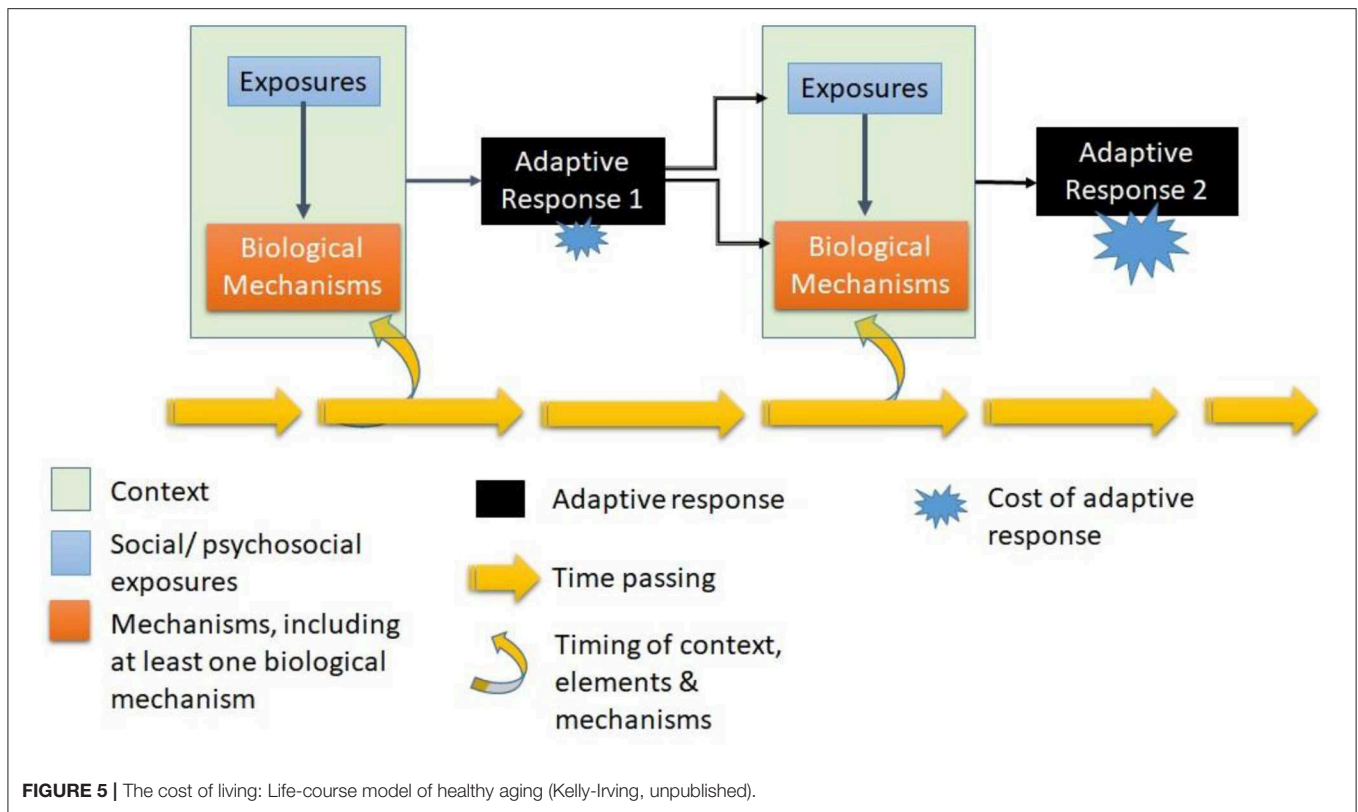 Exposures
Biological
Mechanisms
Adaptive
Response 1
Exposures
Biological
Mechanisms
Adaptive
Response 2
Context
Social/ psychosocial
exposures
Mechanisms, including
at least one biological
mechanism
Adaptive response
Time passing
Timing of context,
elements &
mechanisms
Cost of adaptive
response
FIGURE 5 | The cost of living: Life-course model of healthy aging (Kelly-Irving, unpublished).